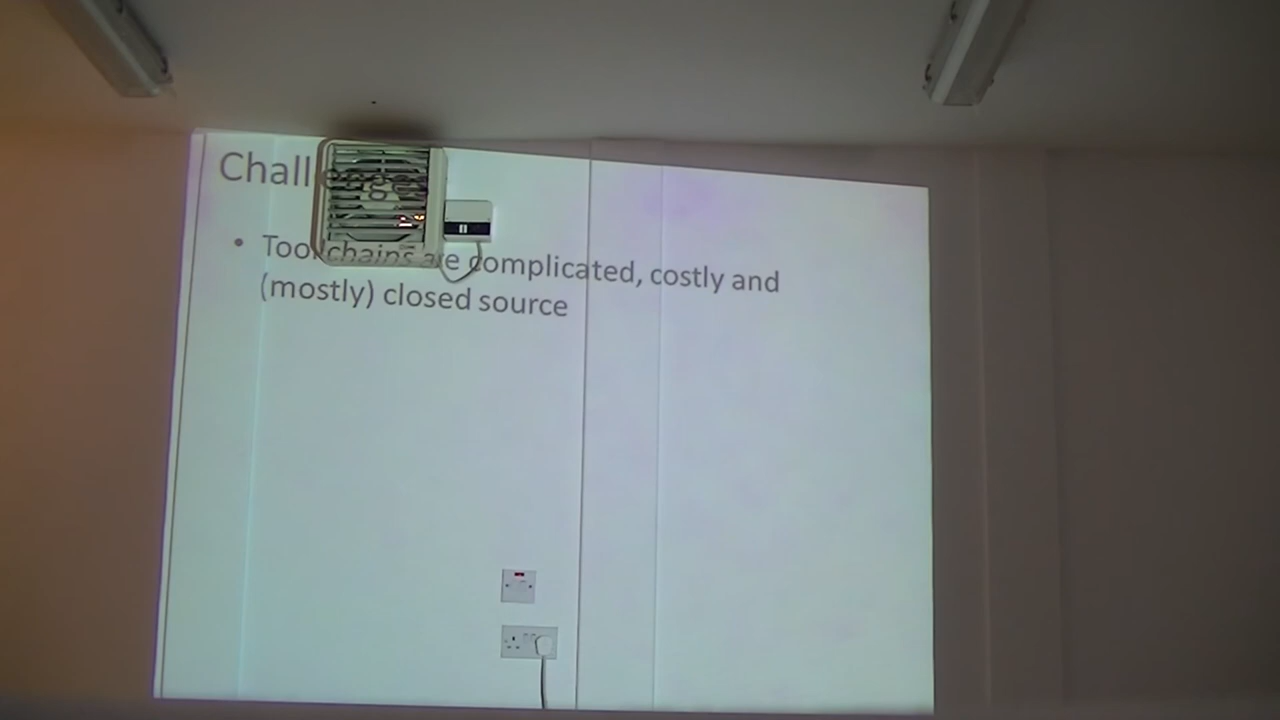 Challenges
• Toolchains are complicated, costly and
(mostly) closed source